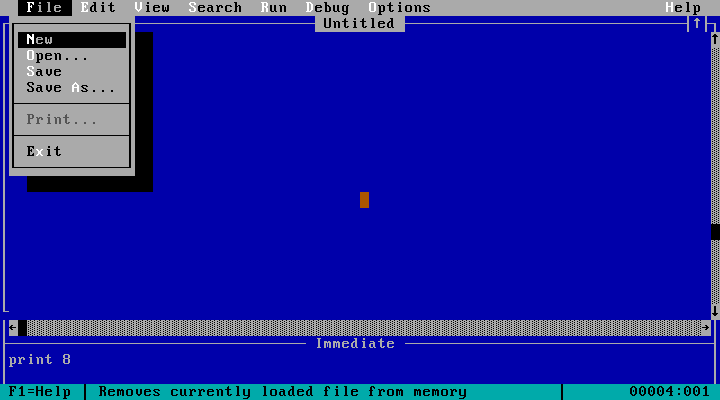 File Edit View Search Run Debug Options Help
Untitled
New
Open...
Save
Save As...
Print...
Exit
Immediate
print 8
F1=Help Removes currently loaded file from memory 00004:001